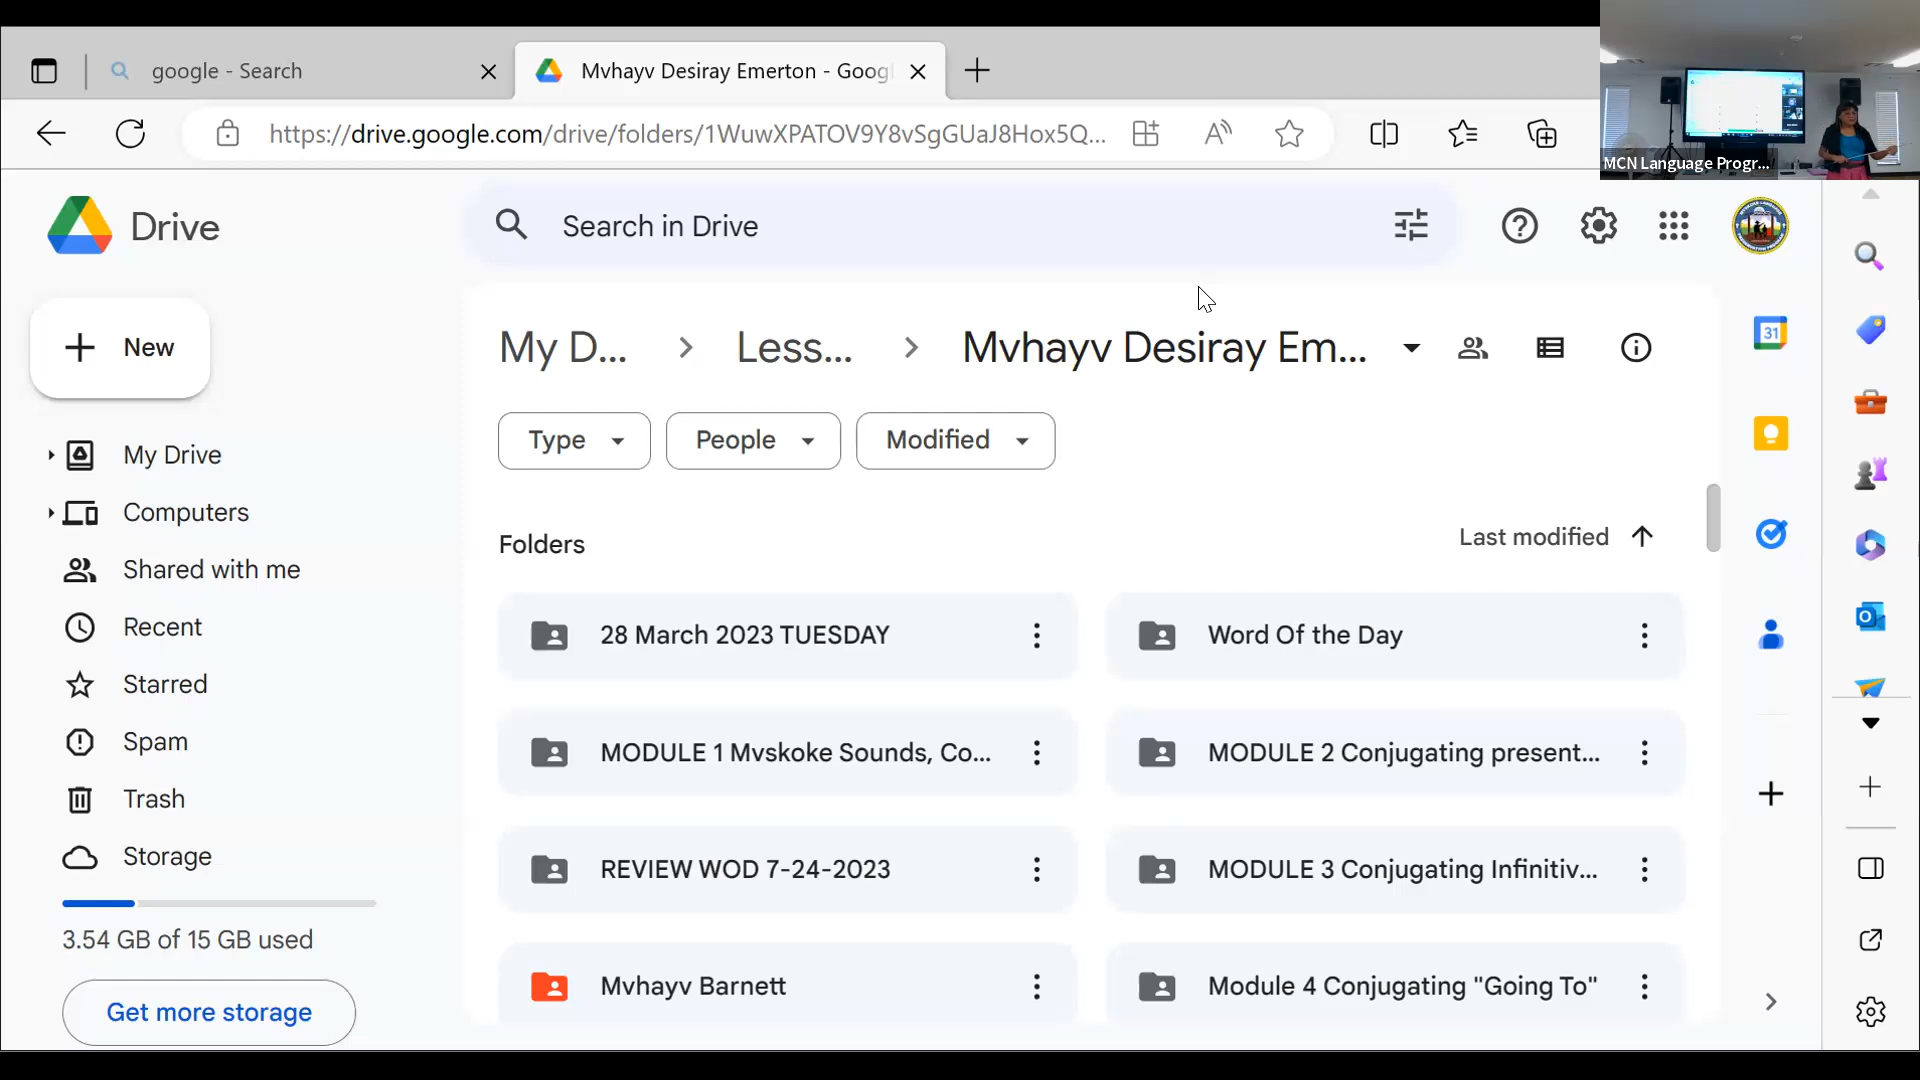 google - Search
Mvhayv Desiray Emerton - Goog
https://drive.google.com/drive/folders/1WuwXPATOV9Y8vSgGUaJ8Hox5Q...
MCN Language Progr...
Drive
Search in Drive
New
My D... > Less... > Mvhayv Desiray Em...
Type
People
Modified
My Drive
Computers
Shared with me
Recent
Starred
Spam
Trash
Storage
3.54 GB of 15 GB used
Get more storage
Folders
Last modified
28 March 2023 TUESDAY
Word Of the Day
MODULE 1 Mvskoke Sounds, Co...
MODULE 2 Conjugating present...
REVIEW WOD 7-24-2023
MODULE 3 Conjugating Infinitiv...
Mvhayv Barnett
Module 4 Conjugating "Going To"
31